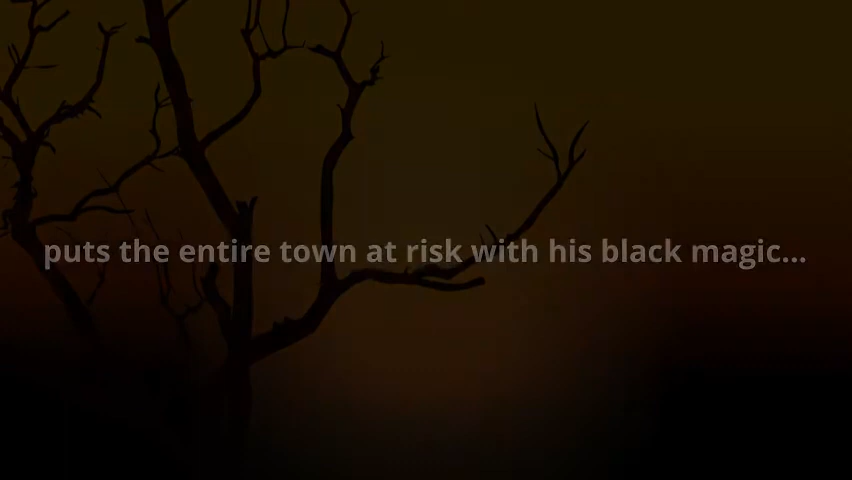 puts the entire town at risk with his black magic...